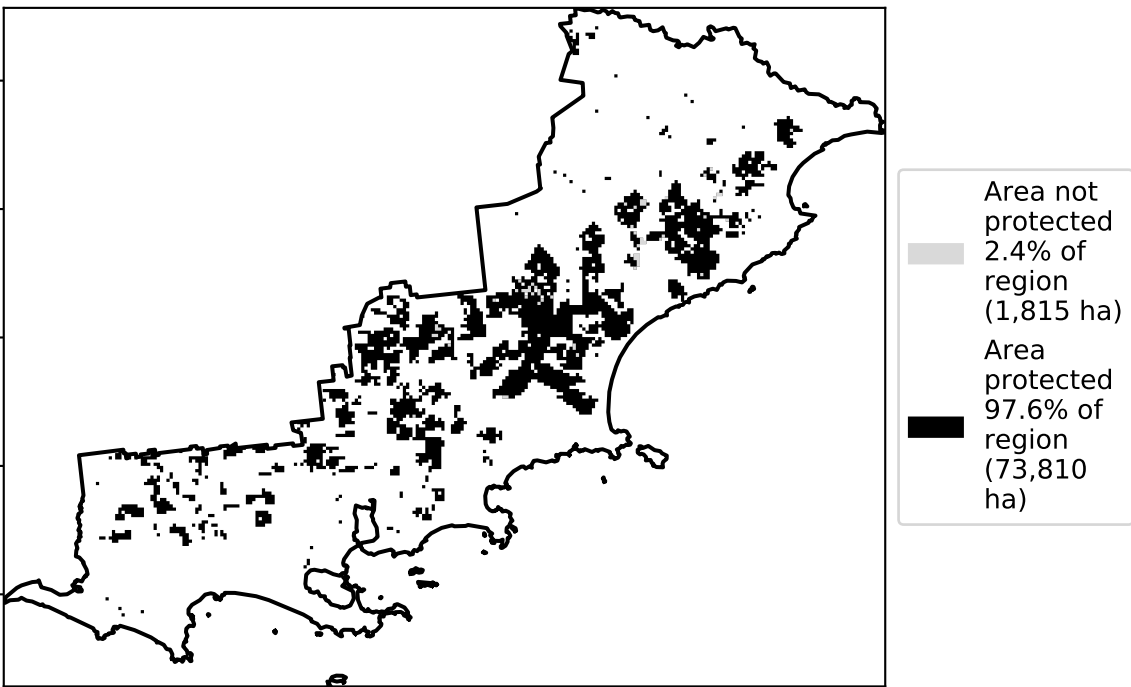 Area not
protected
2.4% of
region
(1,815 ha)
Area
protected
97.6% of
region
(73,810
ha)